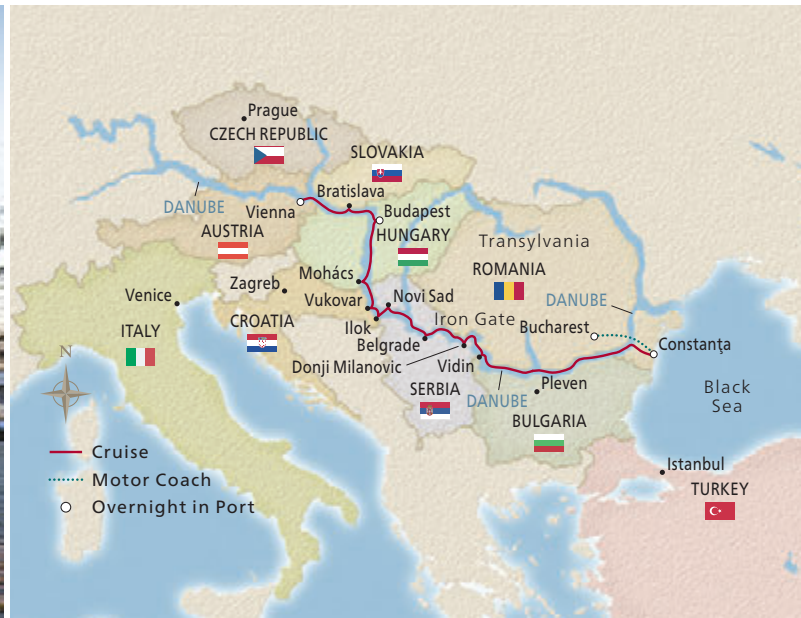 Prague
CZECH REPUBLIC
SLOVAKIA
Bratislava
DANUBE
Vienna
Budapest
AUSTRIA
HUNGARY
Transylvania
Mohács
ROMANIA
Zagreb
Novi Sad
Venice
Vukovar
DANUBE
CROATIA
Iron Gate
Bucharest
ITALY
Ilok
Constanţa
Belgrade
N
Donji Milanovic
Vidin
Black
Sea
SERBIA
DANUBE
Pleven
BULGARIA
Cruise
Motor Coach
Istanbul
Overnight in Port
TURKEY